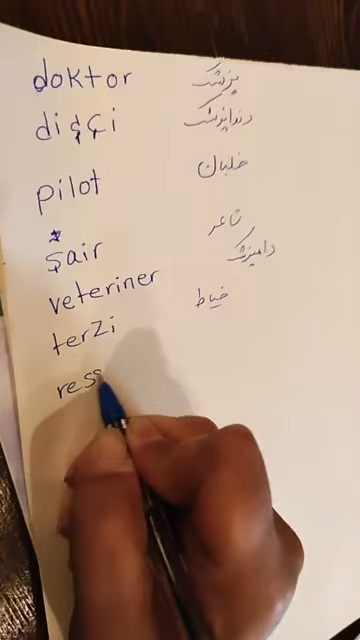 doktor پزشک
dişçi دندانپزشک
pilot خلبان
şair شاعر
veteriner دامپزشک
terzi خیاط
ress